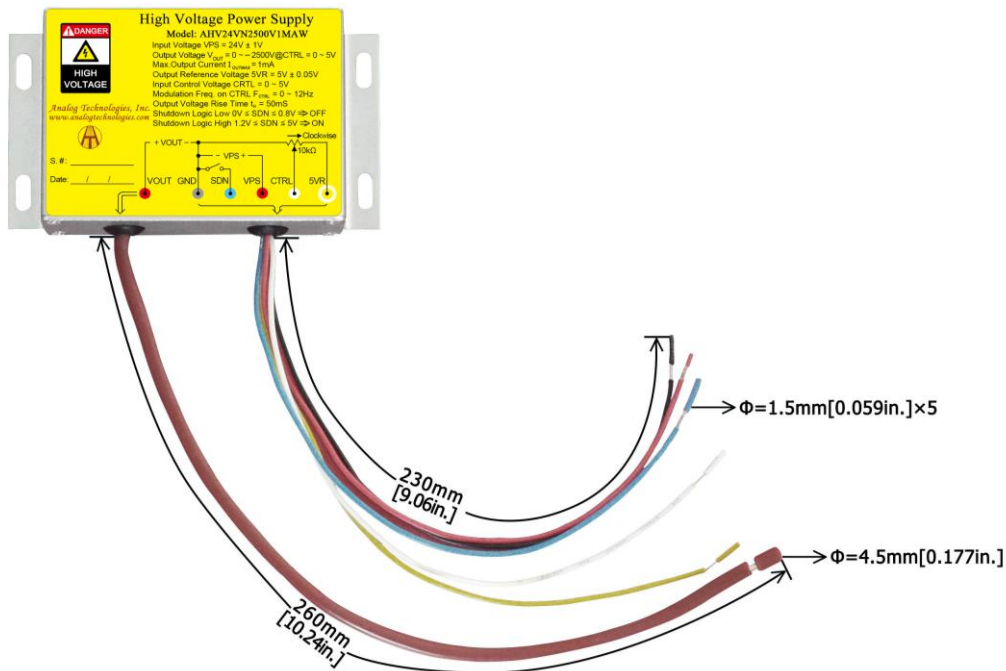 High Voltage Power Supply
Model: AHV24VN2500V1MAW
DANGER
HIGH
VOLTAGE
Input Voltage VPS = 24V ± 1V
Output Voltage VOUT = 0 ~ −2500V@CTRL = 0 ~ 5V
Max.Output Current IOUTMAX = 1mA
Output Reference Voltage 5VR = 5V ± 0.05V
Input Control Voltage CRTL = 0 ~ 5V
Modulation Freq. on CTRL FCTRL = 0 ~ 12Hz
Output Voltage Rise Time tr = 50mS
Shutdown Logic Low 0V ≤ SDN ≤ 0.8V ⇒ OFF
Shutdown Logic High 1.2V ≤ SDN ≤ 5V ⇒ ON
Analog Technologies, Inc.
www.analogtechnologies.com
S. #:
Date: / /
Clockwise
+ VOUT −
10kΩ
− VPS +
VOUT GND SDN VPS CTRL 5VR
Φ=1.5mm[0.059in.]×5
230mm
[9.06in.]
Φ=4.5mm[0.177in.]
260mm
[10.24in.]